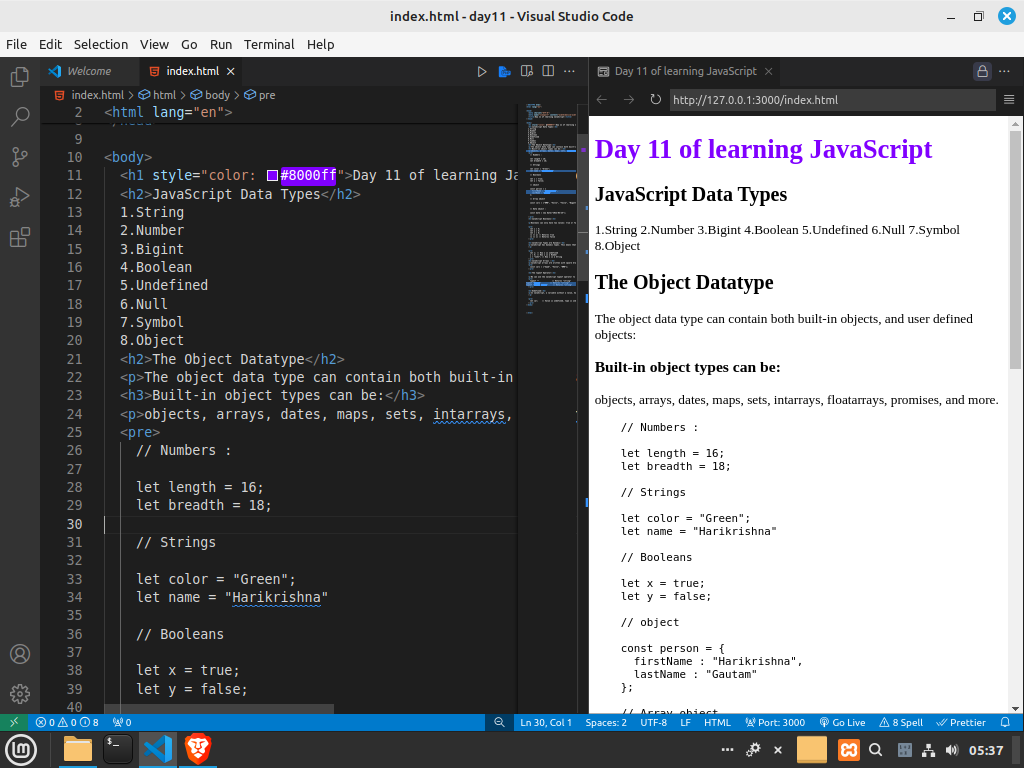 index.html - day11 - Visual Studio Code
File Edit Selection View Go Run Terminal Help
Welcome
index.html
index.html > html > body > pre
2 <html lang="en">
9
10 <body>
11 <h1 style="color: #8000ff">Day 11 of learning Ja
12 <h2>JavaScript Data Types</h2>
13 1.String
14 2.Number
15 3.Bigint
16 4.Boolean
17 5.Undefined
18 6.Null
19 7.Symbol
20 8.Object
21 <h2>The Object Datatype</h2>
22 <p>The object data type can contain both built-in
23 <h3>Built-in object types can be:</h3>
24 <p>objects, arrays, dates, maps, sets, intarrays,
25 <pre>
26 // Numbers :
27
28 let length = 16;
29 let breadth = 18;
30
31 // Strings
32
33 let color = "Green";
34 let name = "Harikrishna"
35
36 // Booleans
37
38 let x = true;
39 let y = false;
40
Day 11 of learning JavaScript
http://127.0.0.1:3000/index.html
Day 11 of learning JavaScript
JavaScript Data Types
1.String 2.Number 3.Bigint 4.Boolean 5.Undefined 6.Null 7.Symbol
8.Object
The Object Datatype
The object data type can contain both built-in objects, and user defined
objects:
Built-in object types can be:
objects, arrays, dates, maps, sets, intarrays, floatarrays, promises, and more.
// Numbers :
let length = 16;
let breadth = 18;
// Strings
let color = "Green";
let name = "Harikrishna"
// Booleans
let x = true;
let y = false;
// object
const person = {
firstName : "Harikrishna",
lastName : "Gautam"
};
// Array object
0 0 8 0 Ln 30, Col 1 Spaces: 2 UTF-8 LF HTML Port: 3000 Go Live 8 Spell Prettier
05:37